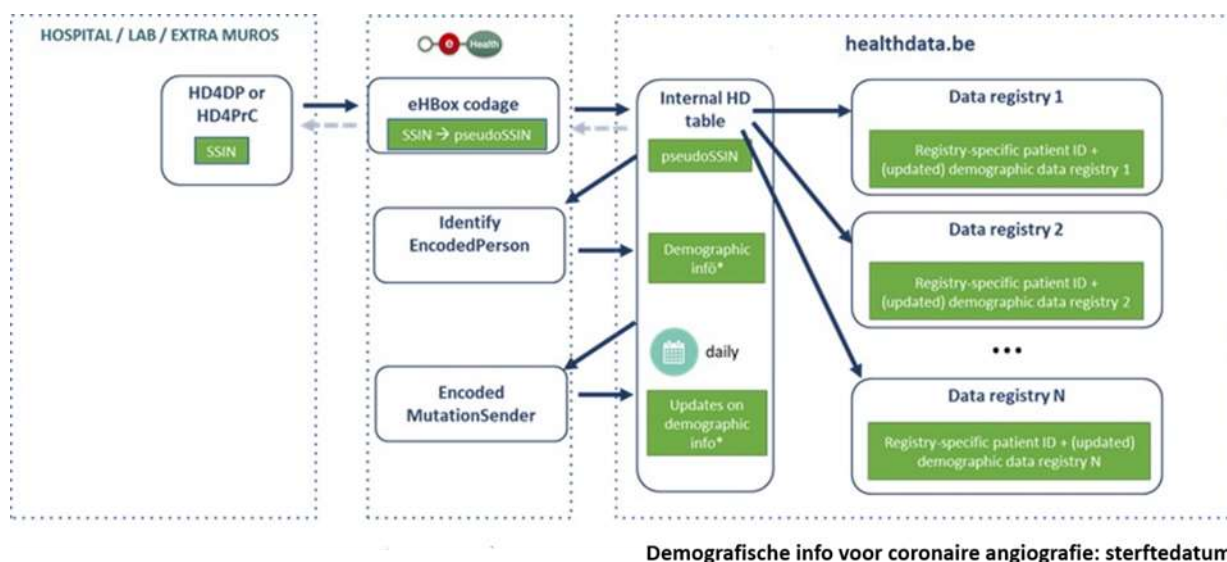 HOSPITAL / LAB / EXTRA MUROS
HD4DP or
HD4PrC
SSIN
e Health
eHBox codage
SSIN → pseudoSSIN
Identify
EncodedPerson
Encoded
MutationSender
healthdata.be
Internal HD
table
pseudoSSIN
Demographic
info*
daily
Updates on
demographic
info*
Data registry 1
Registry-specific patient ID +
(updated) demographic data registry 1
Data registry 2
Registry-specific patient ID +
(updated) demographic data registry 2
...
Data registry N
Registry-specific patient ID + (updated)
demographic data registry N
Demografische info voor coronaire angiografie: sterftedatum